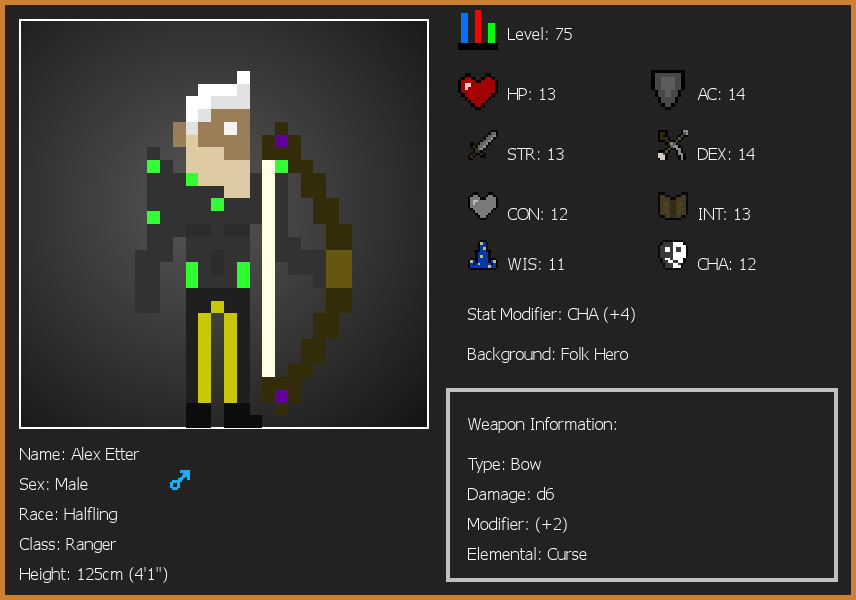 Level: 75
HP: 13
AC: 14
STR: 13
DEX: 14
CON: 12
INT: 13
WIS: 11
CHA: 12
Stat Modifier: CHA (+4)
Background: Folk Hero
Weapon Information:
Type: Bow
Damage: d6
Modifier: (+2)
Elemental: Curse
Name: Alex Etter
Sex: Male
Race: Halfling
Class: Ranger
Height: 125cm (4'1")